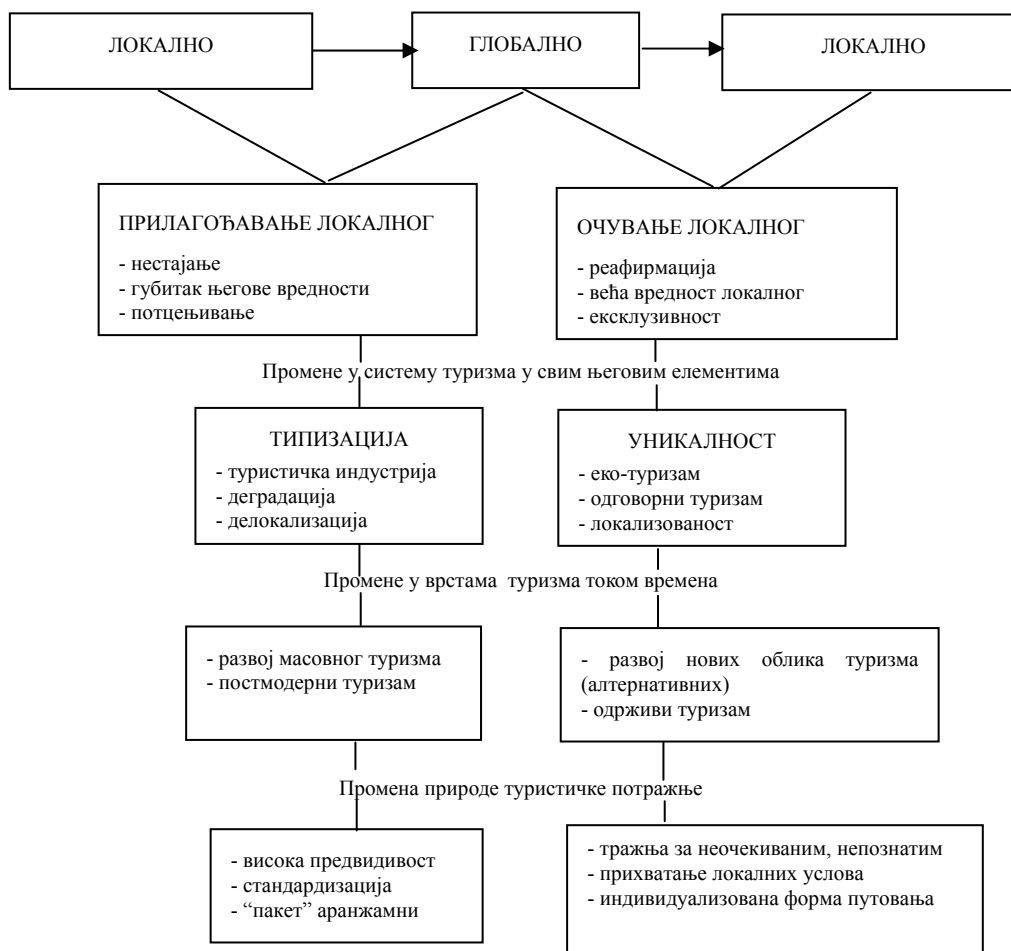 ЛОКАЛНО
ГЛОБАЛНО
ЛОКАЛНО
ПРИЛАГОЂАВАЊЕ ЛОКАЛНОГ
- нестајање
- губитак његове вредности
- потцењивање
ОЧУВАЊЕ ЛОКАЛНОГ
- реафирмација
- већа вредност локалног
- ексклузивност
Промене у систему туризма у свим његовим елементима
ТИПИЗАЦИЈА
- туристичка индустрија
- деградација
- делокализација
УНИКАЛНОСТ
- еко-туризам
- одговорни туризам
- локализованост
Промене у врстама туризма током времена
- развој масовног туризма
- постмодерни туризам
- развој нових облика туризма
(алтернативних)
- одрживи туризам
Промена природе туристичке потражње
- висока предвидивост
- стандардизација
- “пакет” аранжамни
- тражња за неочекиваним, непознатим
- прихватање локалних услова
- индивидуализована форма путовања